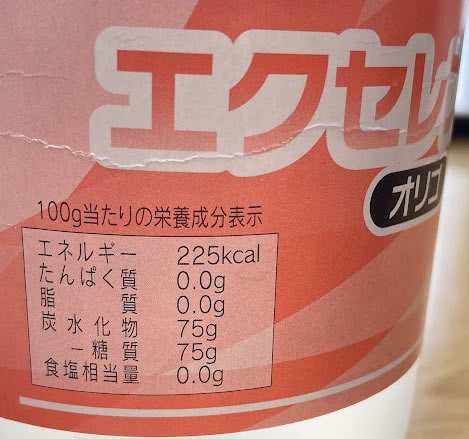 エクセレ
オリゴ
100g当たりの栄養成分表示
エネルギー 225kcal
たんぱく質 0.0g
脂質 0.0g
炭水化物 75g
－糖質 75g
食塩相当量 0.0g